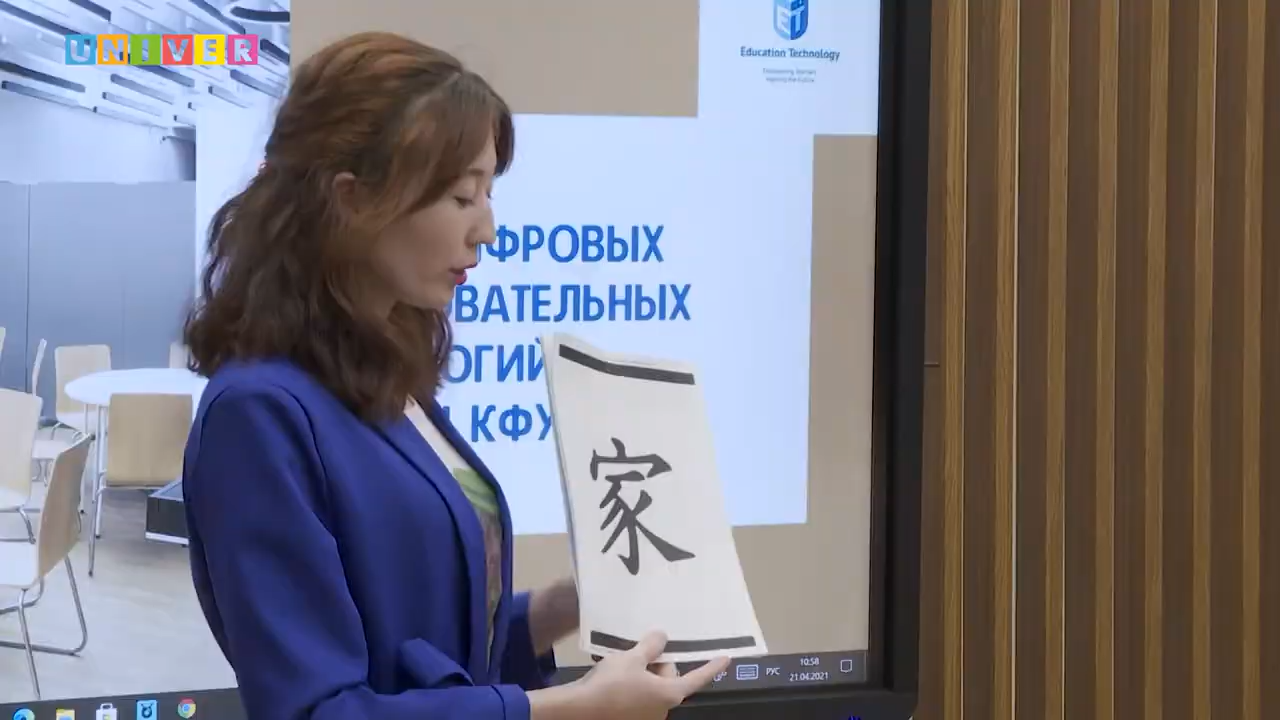 UNIVER
Education Technology
ФРОВЫХ
ВАТЕЛЬНЫХ
ОГИЙ
КФУ
家
РУС
10:58
21.04.2021